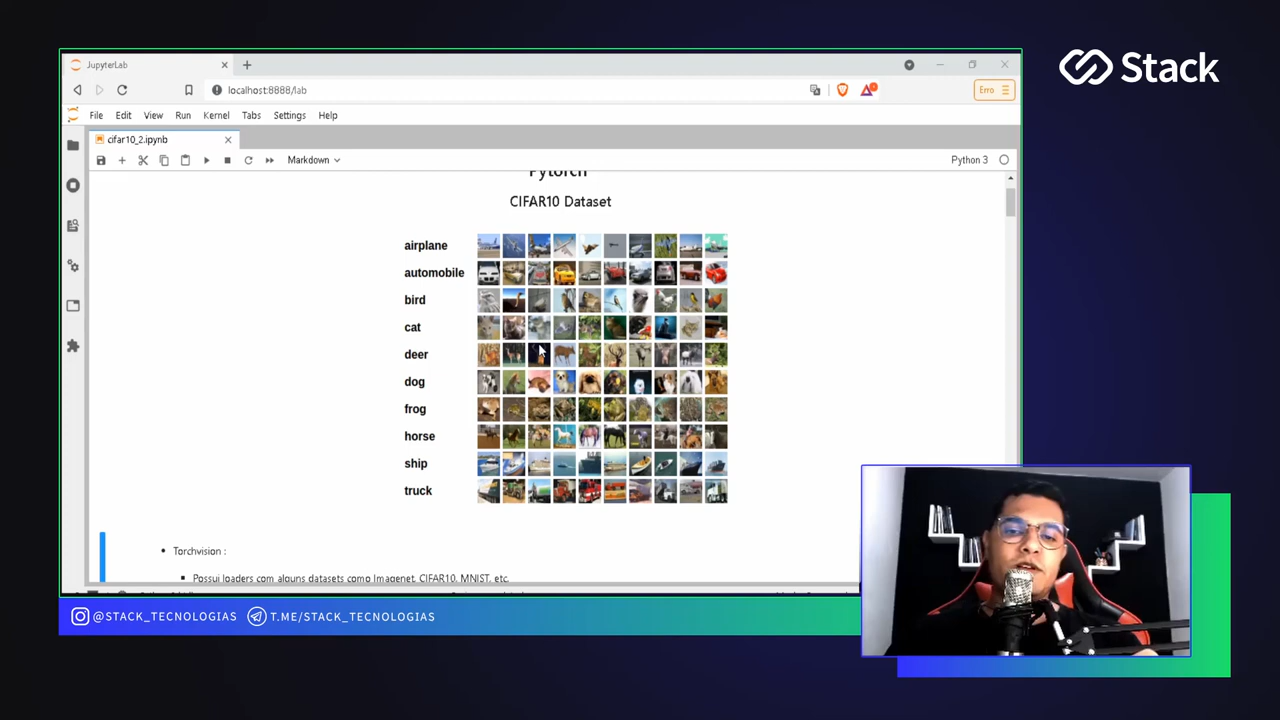 Stack
JupyterLab
localhost:8888/lab
Erro
File Edit View Run Kernel Tabs Settings Help
cifar10_2.ipynb
Markdown
Python 3
Pytorch
CIFAR10 Dataset
airplane
automobile
bird
cat
deer
dog
frog
horse
ship
truck
Torchvision :
Possui loaders com alguns datasets como Imagenet, CIFAR10, MNIST, etc.
@STACK_TECNOLOGIAS
T.ME/STACK_TECNOLOGIAS